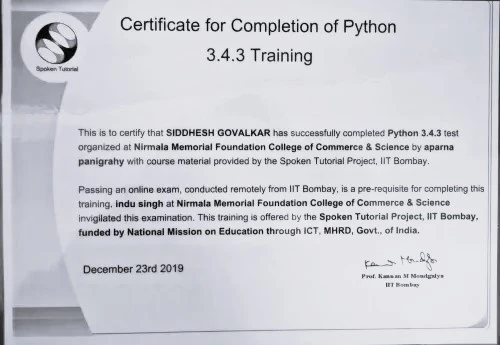 Spoken Tutorial
Certificate for Completion of Python
3.4.3 Training
This is to certify that SIDDHESH GOVALKAR has successfully completed Python 3.4.3 test
organized at Nirmala Memorial Foundation College of Commerce & Science by aparna
panigrahy with course material provided by the Spoken Tutorial Project, IIT Bombay.
Passing an online exam, conducted remotely from IIT Bombay, is a pre-requisite for completing this
training. indu singh at Nirmala Memorial Foundation College of Commerce & Science
invigilated this examination. This training is offered by the Spoken Tutorial Project, IIT Bombay,
funded by National Mission on Education through ICT, MHRD, Govt., of India.
December 23rd 2019
Prof. Kannan M Moudgalya
IIT Bombay